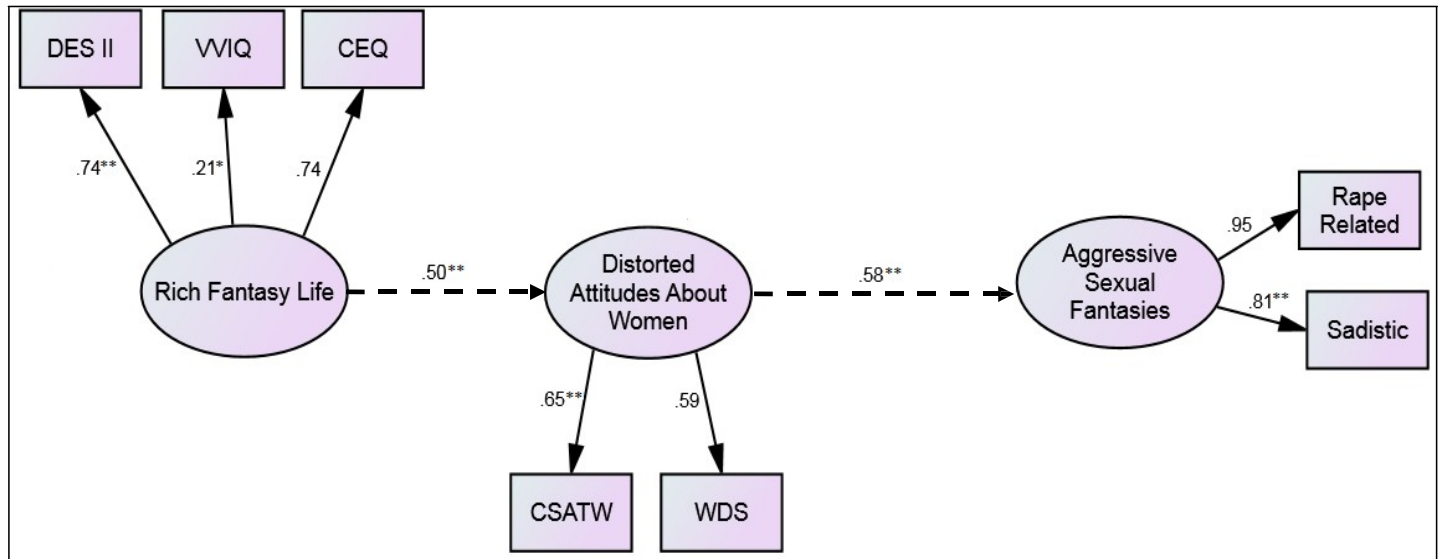 DES II
VVIQ
CEQ
.74**
.21*
.74
Rich Fantasy Life
.50**
Distorted
Attitudes About
Women
.58**
Aggressive
Sexual
Fantasies
.95
Rape
Related
.81**
Sadistic
.65**
.59
CSATW
WDS